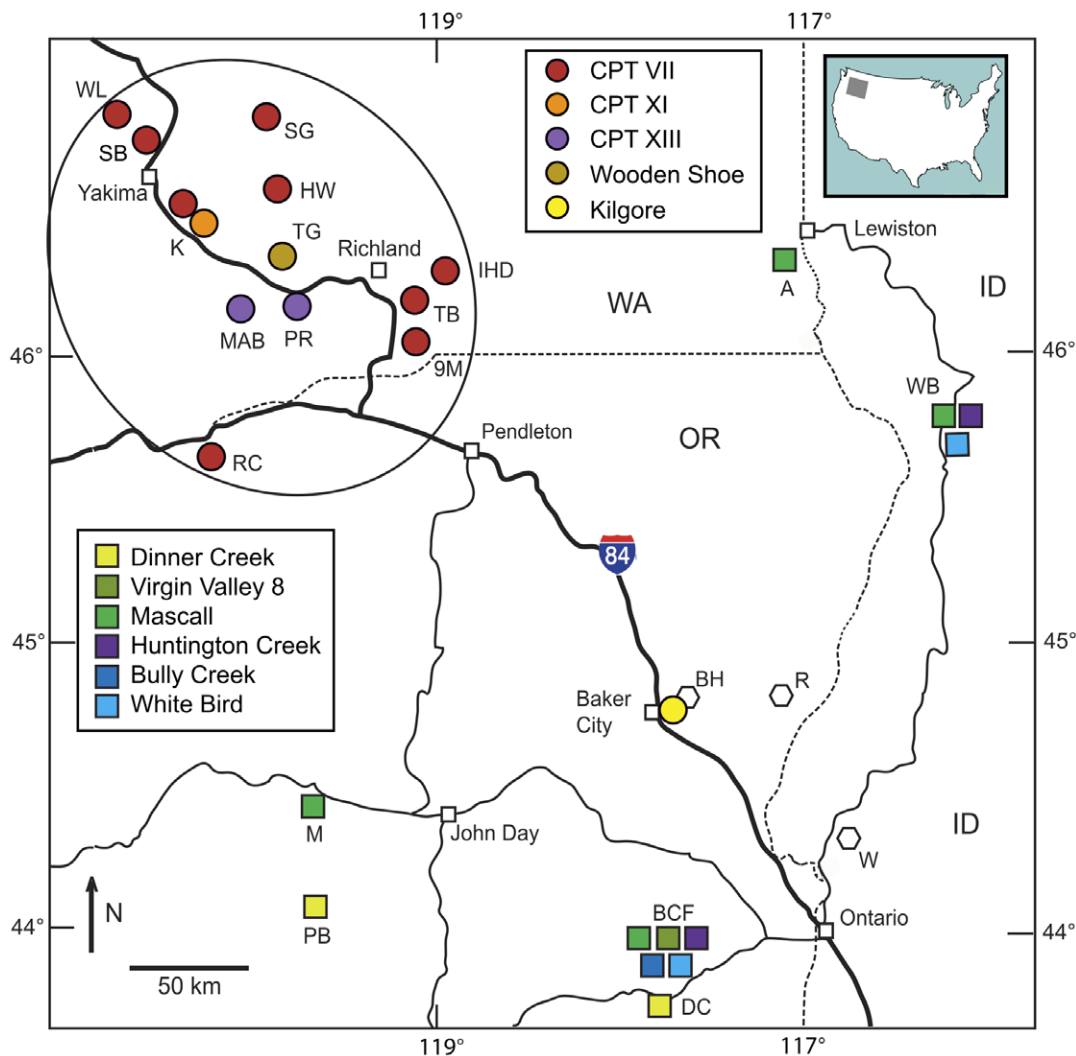 119°
117°
WL
SB
Yakima
SG
HW
K
TG
Richland
IHD
TB
MAB
PR
9M
RC
CPT VII
CPT XI
CPT XIII
Wooden Shoe
Kilgore
Lewiston
A
ID
WA
46°
46°
WB
OR
Pendleton
84
Dinner Creek
Virgin Valley 8
Mascall
Huntington Creek
Bully Creek
White Bird
45°
45°
BH
R
Baker
City
M
John Day
ID
W
N
PB
44°
44°
BCF
Ontario
50 km
DC
119°
117°